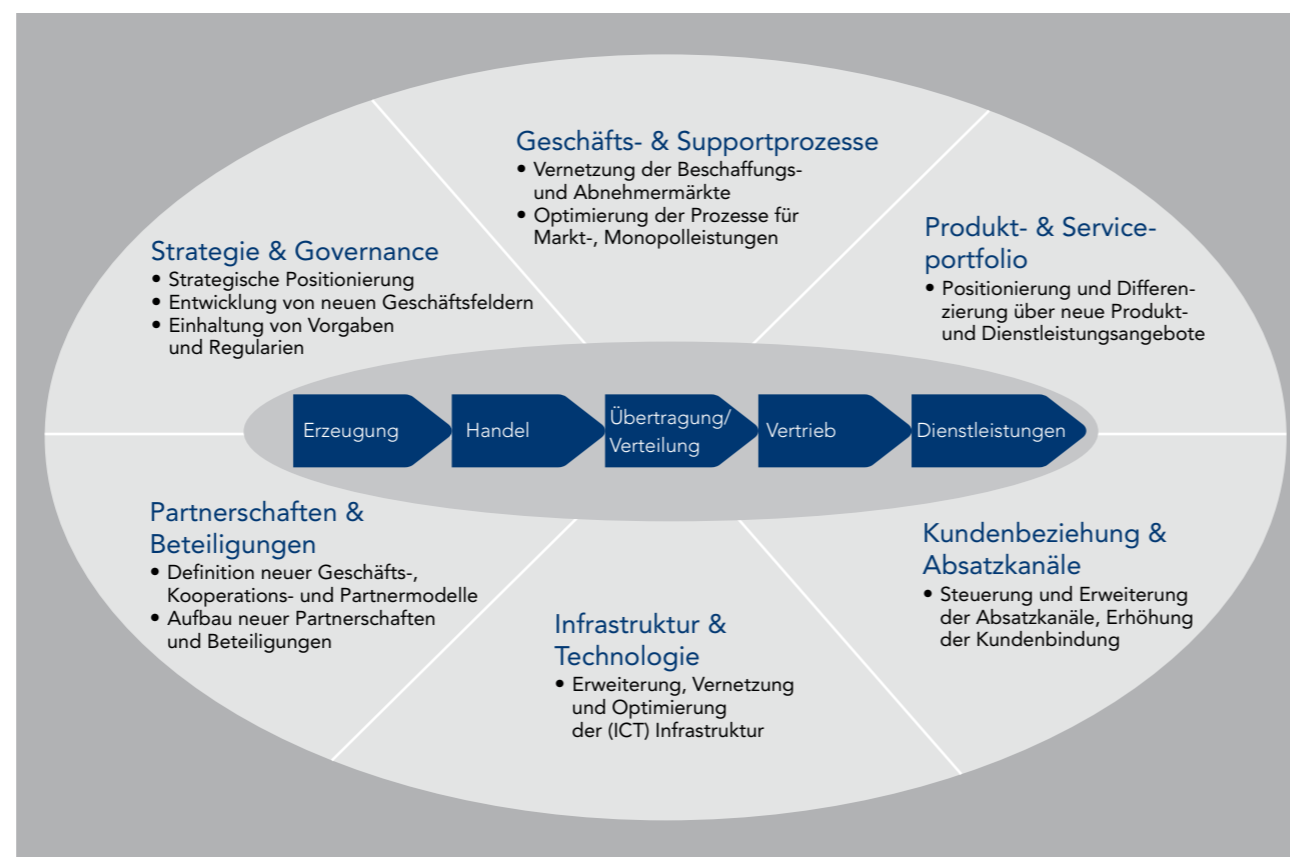 Geschäfts- & Supportprozesse
• Vernetzung der Beschaffungs-
und Abnehmermärkte
• Optimierung der Prozesse für
Markt-, Monopolleistungen
Strategie & Governance
• Strategische Positionierung
• Entwicklung von neuen Geschäftsfeldern
• Einhaltung von Vorgaben
und Regularien
Produkt- & Service-
portfolio
• Positionierung und Differen-
zierung über neue Produkt-
und Dienstleistungsangebote
Erzeugung
Handel
Übertragung/
Verteilung
Vertrieb
Dienstleistungen
Partnerschaften &
Beteiligungen
• Definition neuer Geschäfts-,
Kooperations- und Partnermodelle
• Aufbau neuer Partnerschaften
und Beteiligungen
Infrastruktur &
Technologie
• Erweiterung, Vernetzung
und Optimierung
der (ICT) Infrastruktur
Kundenbeziehung &
Absatzkanäle
• Steuerung und Erweiterung
der Absatzkanäle, Erhöhung
der Kundenbindung